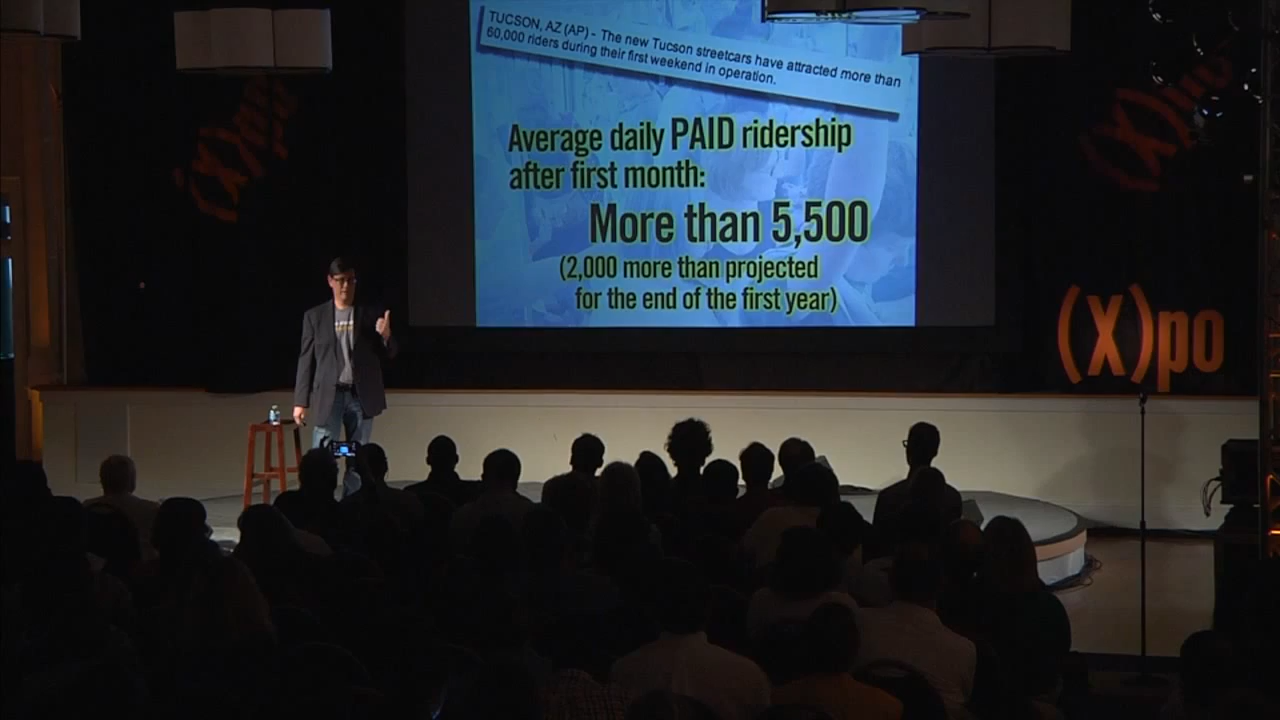 TUCSON, AZ (AP) - The new Tucson streetcars have attracted more than
60,000 riders during their first weekend in operation.
Average daily PAID ridership
after first month:
More than 5,500
(2,000 more than projected
for the end of the first year)
(X)po
(X)po
(X)po